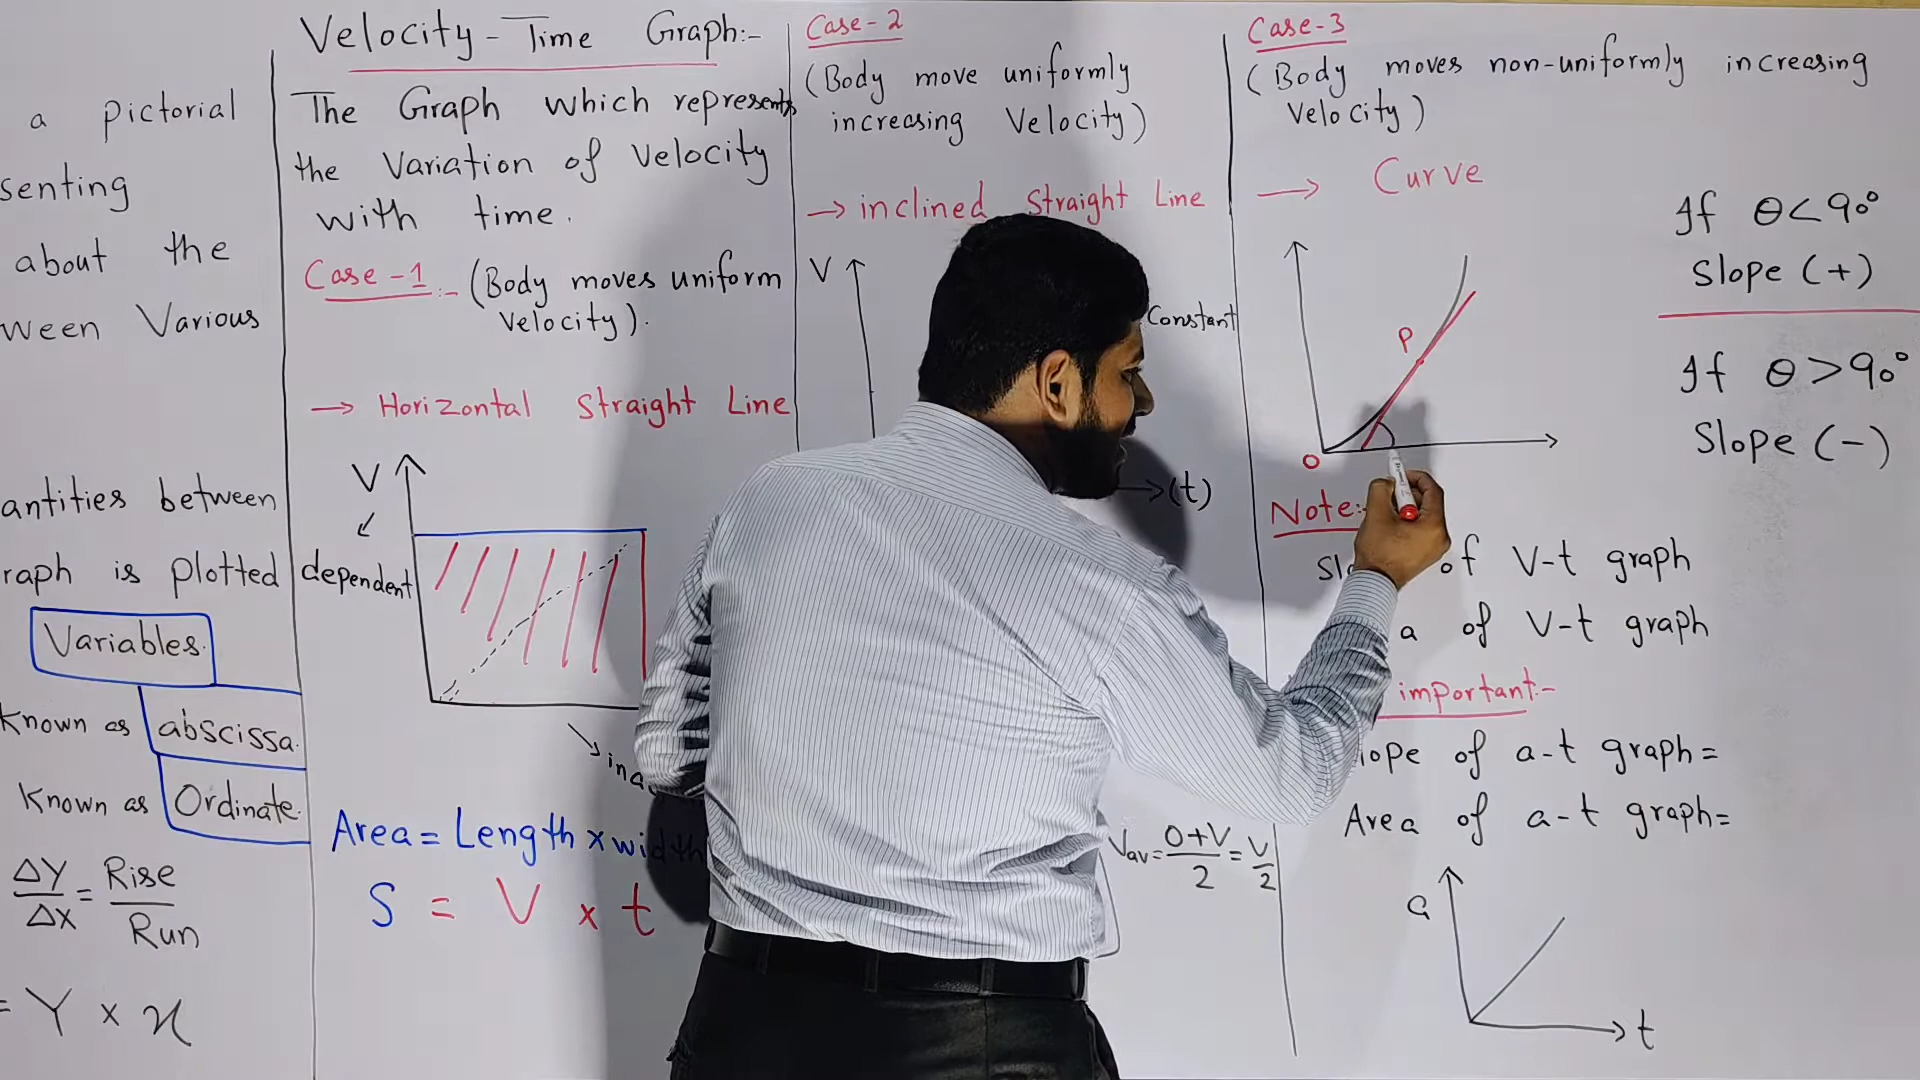 a pictorial
senting
about the
ween Various
antities between
raph is plotted
Variables.
Known as abscissa.
Known as Ordinate.
ΔY/ΔX = Rise/Run
= Y × x
Velocity - Time Graph:-
The Graph which represents
the Variation of Velocity
with time.
Case -1:- (Body moves uniform
Velocity).
→ Horizontal Straight Line
V
dependent
Area = Length × width
S = V × t
Case - 2
(Body move uniformly
increasing Velocity)
→ inclined Straight Line
V
Constant
(t)
Vav = 0+V/2 = V/2
Case-3
(Body moves non-uniformly increasing
Velocity)
→ Curve
P
O
Note:-
of V-t graph
a of V-t graph
important:-
lope of a-t graph=
Area of a-t graph=
a
t
If θ<90°
Slope (+)
If θ>90°
Slope (-)